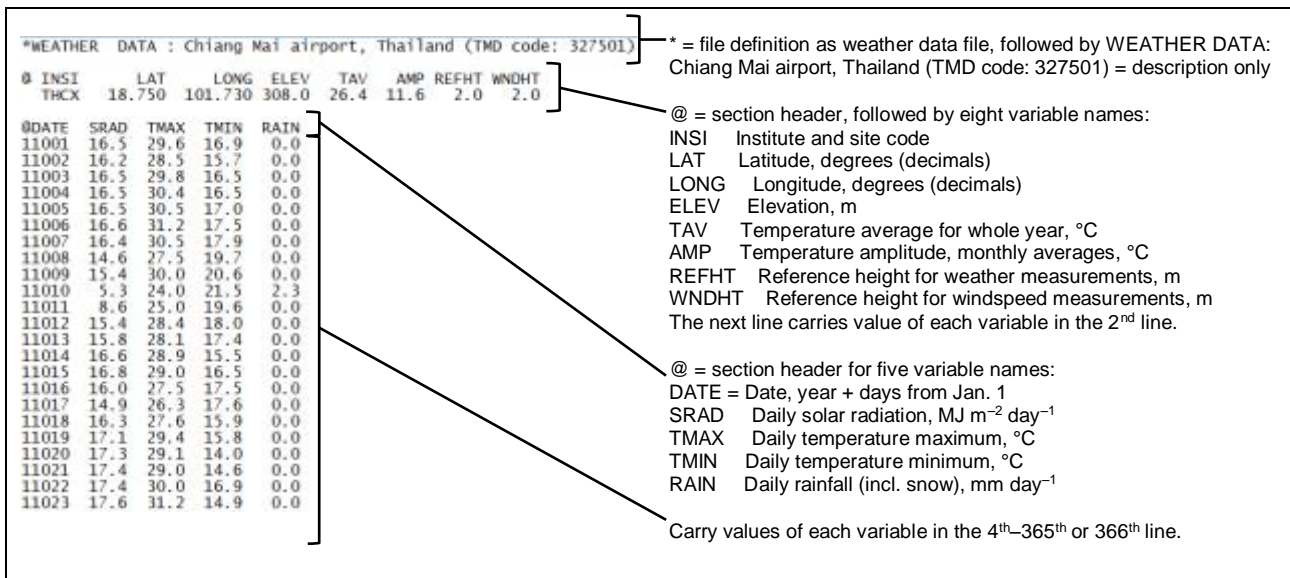 *WEATHER DATA : Chiang Mai airport, Thailand (TMD code: 327501)
@ INSI LAT LONG ELEV TAV AMP REFHT WNDHT
THCX 18.750 101.730 308.0 26.4 11.6 2.0 2.0
@DATE SRAD TMAX TMIN RAIN
11001 16.5 29.6 16.9 0.0
11002 16.2 28.5 15.7 0.0
11003 16.5 29.8 16.5 0.0
11004 16.5 30.4 16.5 0.0
11005 16.5 30.5 17.0 0.0
11006 16.6 31.2 17.5 0.0
11007 16.4 30.5 17.9 0.0
11008 14.6 27.5 19.7 0.0
11009 15.4 30.0 20.6 0.0
11010 5.3 24.0 21.5 2.3
11011 8.6 25.0 19.6 0.0
11012 15.4 28.4 18.0 0.0
11013 15.8 28.1 17.4 0.0
11014 16.6 28.9 15.5 0.0
11015 16.8 29.0 16.5 0.0
11016 16.0 27.5 17.5 0.0
11017 14.9 26.3 17.6 0.0
11018 16.3 27.6 15.9 0.0
11019 17.1 29.4 15.8 0.0
11020 17.3 29.1 14.0 0.0
11021 17.4 29.0 14.6 0.0
11022 17.4 30.0 16.9 0.0
11023 17.6 31.2 14.9 0.0
* = file definition as weather data file, followed by WEATHER DATA:
Chiang Mai airport, Thailand (TMD code: 327501) = description only
@ = section header, followed by eight variable names:
INSI Institute and site code
LAT Latitude, degrees (decimals)
LONG Longitude, degrees (decimals)
ELEV Elevation, m
TAV Temperature average for whole year, °C
AMP Temperature amplitude, monthly averages, °C
REFHT Reference height for weather measurements, m
WNDHT Reference height for windspeed measurements, m
The next line carries value of each variable in the 2nd line.
@ = section header for five variable names:
DATE = Date, year + days from Jan. 1
SRAD Daily solar radiation, MJ m–2 day–1
TMAX Daily temperature maximum, °C
TMIN Daily temperature minimum, °C
RAIN Daily rainfall (incl. snow), mm day–1
Carry values of each variable in the 4th–365th or 366th line.